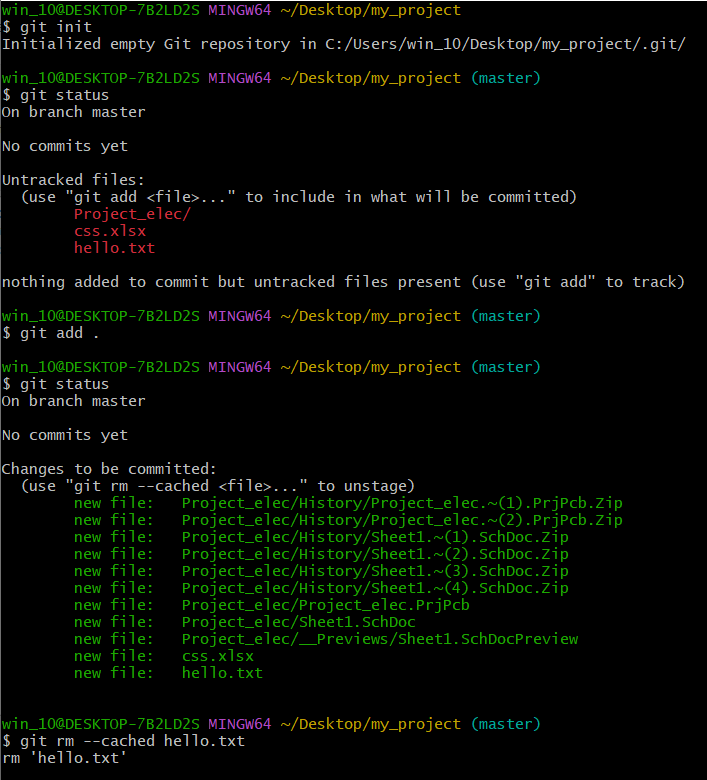 win_10@DESKTOP-7B2LD2S MINGW64 ~/Desktop/my_project
$ git init
Initialized empty Git repository in C:/Users/win_10/Desktop/my_project/.git/
win_10@DESKTOP-7B2LD2S MINGW64 ~/Desktop/my_project (master)
$ git status
On branch master
No commits yet
Untracked files:
  (use "git add <file>..." to include in what will be committed)
        Project_elec/
        css.xlsx
        hello.txt
nothing added to commit but untracked files present (use "git add" to track)
win_10@DESKTOP-7B2LD2S MINGW64 ~/Desktop/my_project (master)
$ git add .
win_10@DESKTOP-7B2LD2S MINGW64 ~/Desktop/my_project (master)
$ git status
On branch master
No commits yet
Changes to be committed:
  (use "git rm --cached <file>..." to unstage)
        new file:   Project_elec/History/Project_elec.~(1).PrjPcb.Zip
        new file:   Project_elec/History/Project_elec.~(2).PrjPcb.Zip
        new file:   Project_elec/History/Sheet1.~(1).SchDoc.Zip
        new file:   Project_elec/History/Sheet1.~(2).SchDoc.Zip
        new file:   Project_elec/History/Sheet1.~(3).SchDoc.Zip
        new file:   Project_elec/History/Sheet1.~(4).SchDoc.Zip
        new file:   Project_elec/Project_elec.PrjPcb
        new file:   Project_elec/Sheet1.SchDoc
        new file:   Project_elec/__Previews/Sheet1.SchDocPreview
        new file:   css.xlsx
        new file:   hello.txt
win_10@DESKTOP-7B2LD2S MINGW64 ~/Desktop/my_project (master)
$ git rm --cached hello.txt
rm 'hello.txt'